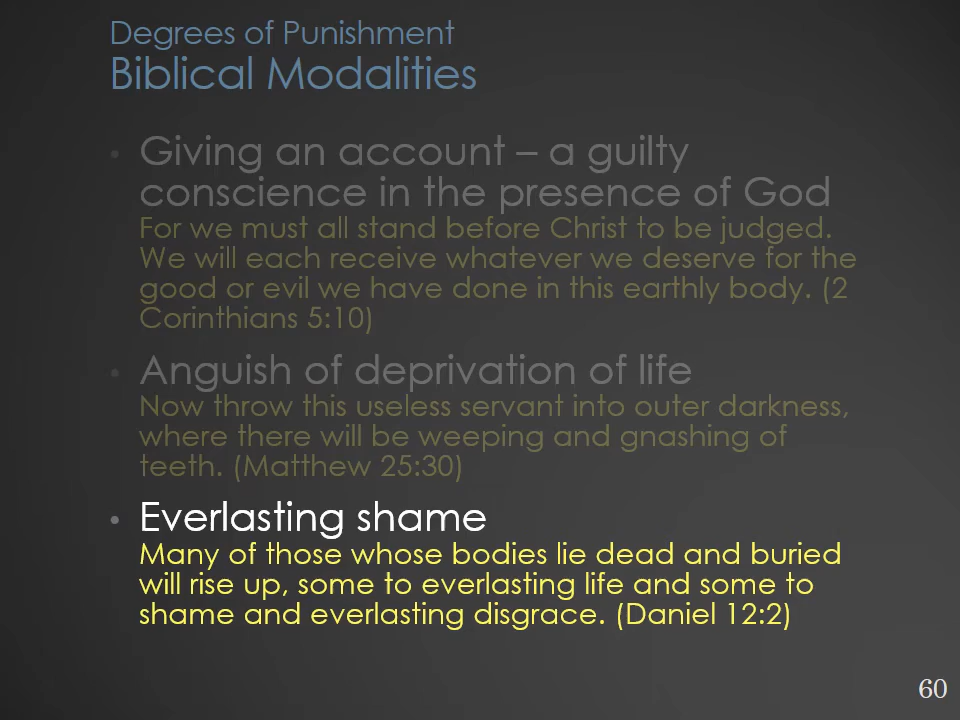 Degrees of Punishment
Biblical Modalities
• Giving an account – a guilty
conscience in the presence of God
For we must all stand before Christ to be judged.
We will each receive whatever we deserve for the
good or evil we have done in this earthly body. (2
Corinthians 5:10)
• Anguish of deprivation of life
Now throw this useless servant into outer darkness,
where there will be weeping and gnashing of
teeth. (Matthew 25:30)
• Everlasting shame
Many of those whose bodies lie dead and buried
will rise up, some to everlasting life and some to
shame and everlasting disgrace. (Daniel 12:2)
60